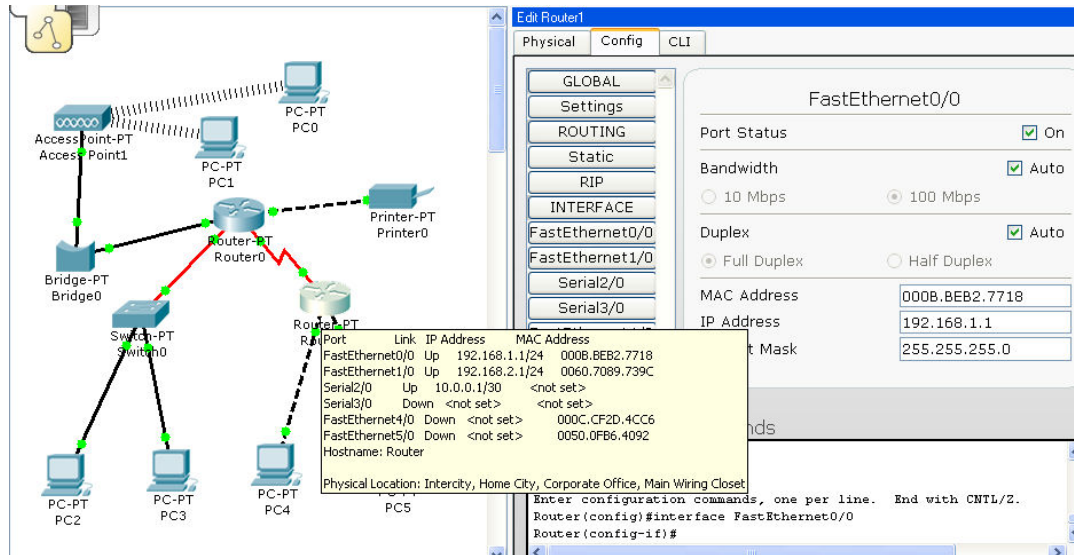 PC-PT
PC0
AccessPoint-PT
Access Point1
PC-PT
PC1
Printer-PT
Printer0
Router-PT
Router0
Bridge-PT
Bridge0
Switch-PT
Switch0
PC-PT
PC2
PC-PT
PC3
PC-PT
PC4
PC5
Port Link IP Address MAC Address
FastEthernet0/0 Up 192.168.1.1/24 000B.BEB2.7718
FastEthernet1/0 Up 192.168.2.1/24 0060.7089.739C
Serial2/0 Up 10.0.0.1/30 <not set>
Serial3/0 Down <not set> <not set>
FastEthernet4/0 Down <not set> 000C.CF2D.4CC6
FastEthernet5/0 Down <not set> 0050.0FB6.4092
Hostname: Router
Physical Location: Intercity, Home City, Corporate Office, Main Wiring Closet
Edit Router1
Physical Config CLI
GLOBAL
Settings
ROUTING
Static
RIP
INTERFACE
FastEthernet0/0
FastEthernet1/0
Serial2/0
Serial3/0
FastEthernet0/0
Port Status On
Bandwidth Auto
10 Mbps 100 Mbps
Duplex Auto
Full Duplex Half Duplex
MAC Address 000B.BEB2.7718
IP Address 192.168.1.1
Mask 255.255.255.0
Enter configuration commands, one per line. End with CNTL/Z.
Router(config)#interface FastEthernet0/0
Router(config-if)#